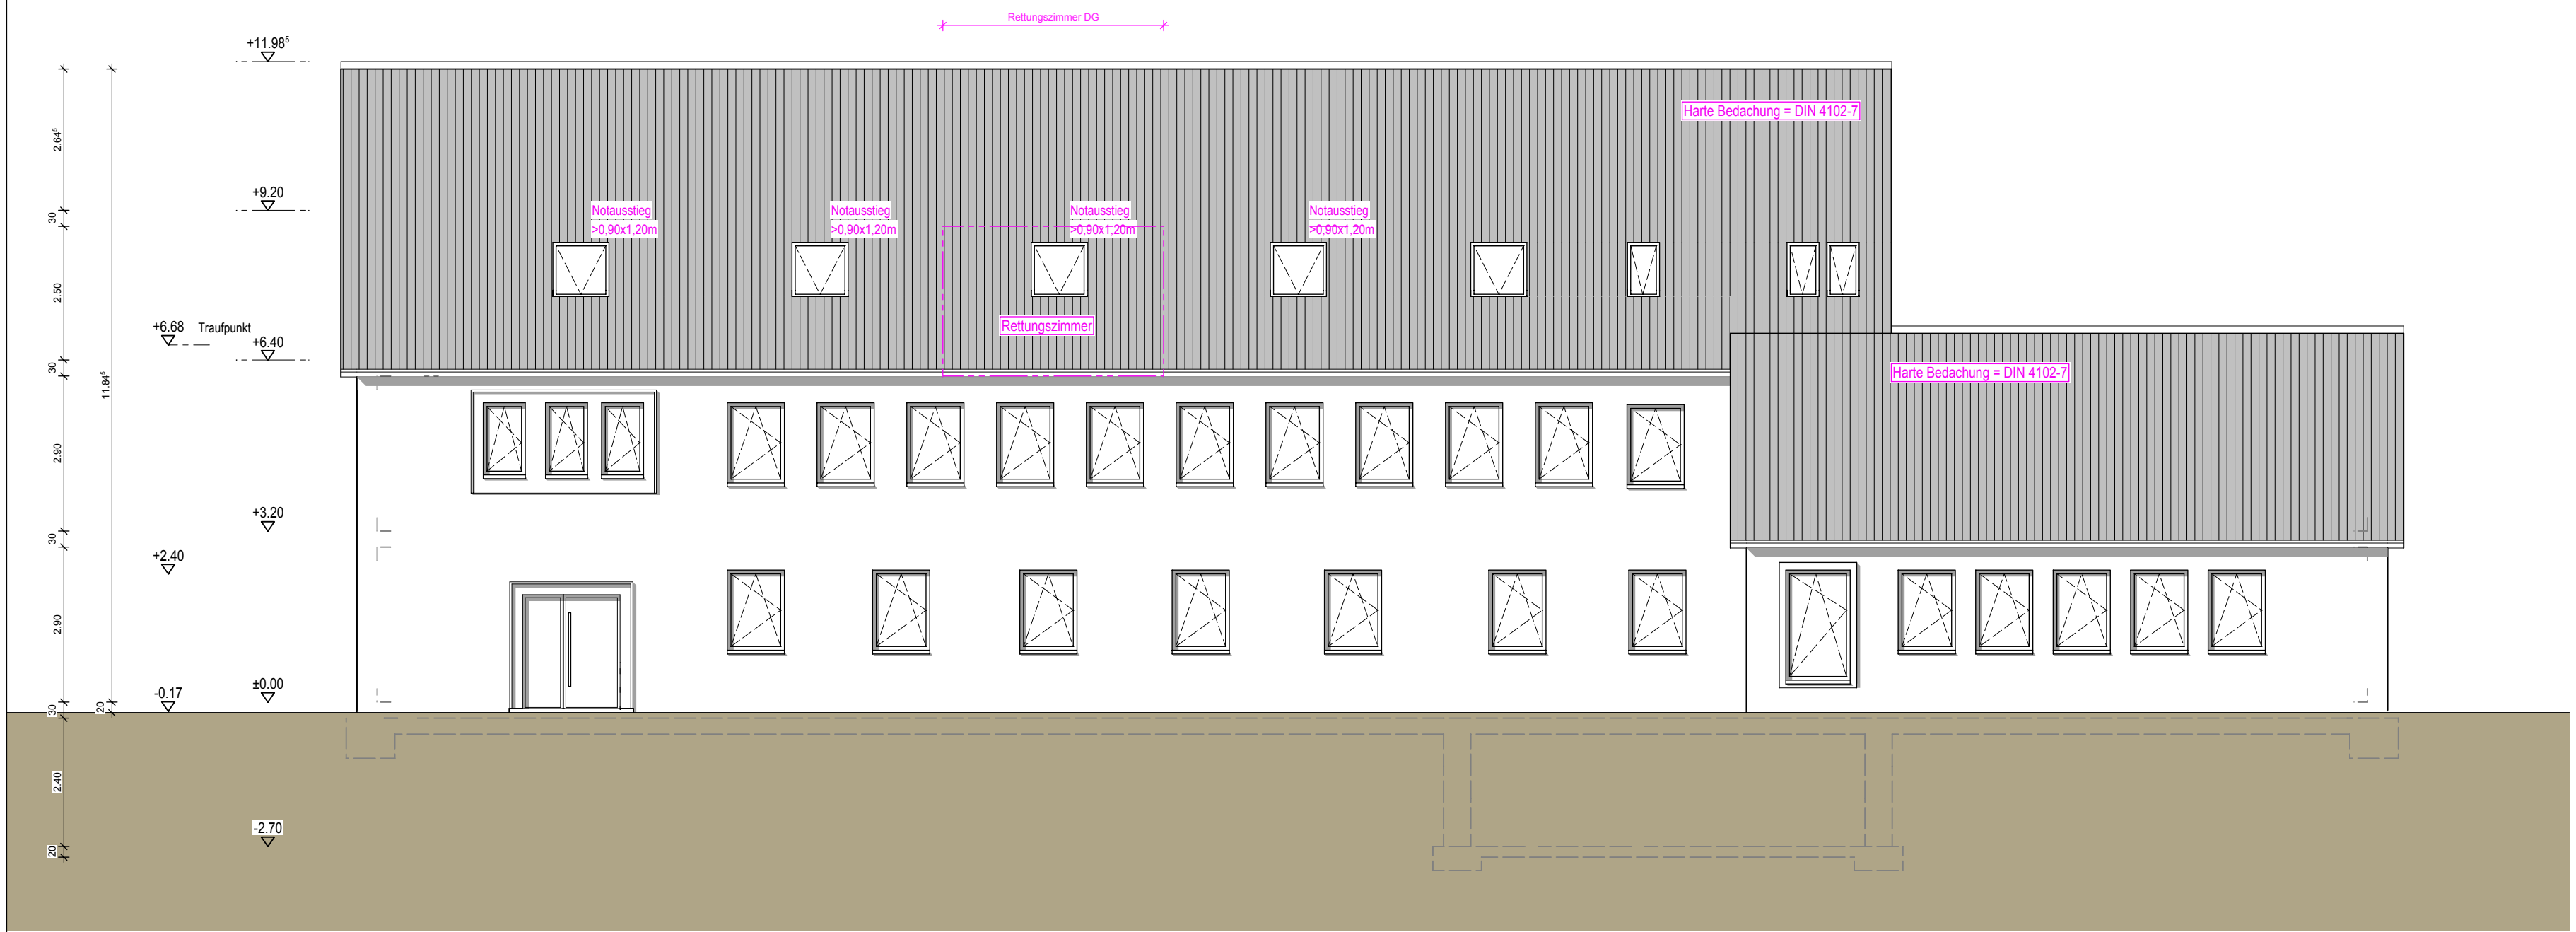 Rettungszimmer DG
+11.98⁵
Harte Bedachung = DIN 4102-7
2.64⁵
+9.20
30
Notausstieg
>0,90x1,20m
Notausstieg
>0,90x1,20m
Notausstieg
>0,90x1,20m
Notausstieg
>0,90x1,20m
2.50
+6.68 Traufpunkt
Rettungszimmer
+6.40
30
11.84⁵
Harte Bedachung = DIN 4102-7
2.90
+3.20
30
+2.40
2.90
-0.17
±0.00
30
20
2.40
-2.70
20